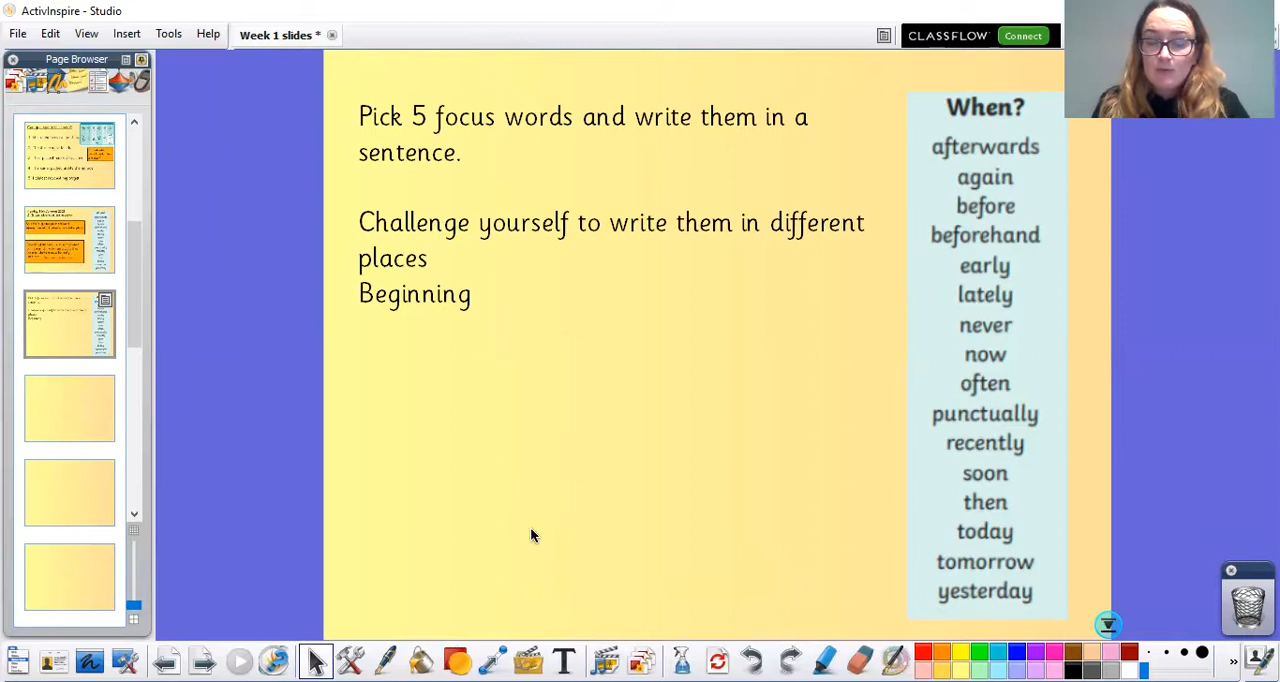 ActivInspire - Studio
File Edit View Insert Tools Help Week 1 slides *
CLASSFLOW Connect
Page Browser
Pick 5 focus words and write them in a
sentence.
Challenge yourself to write them in different
places
Beginning
When?
afterwards
again
before
beforehand
early
lately
never
now
often
punctually
recently
soon
then
today
tomorrow
yesterday
T
»